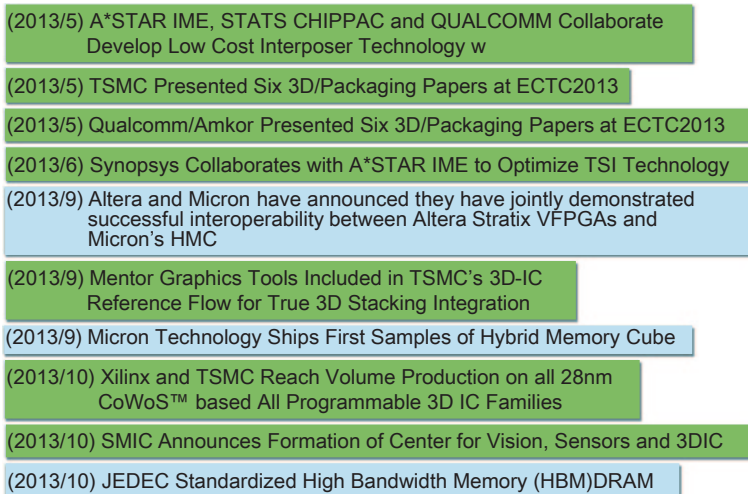 (2013/5) A*STAR IME, STATS CHIPPAC and QUALCOMM Collaborate
Develop Low Cost Interposer Technology w
(2013/5) TSMC Presented Six 3D/Packaging Papers at ECTC2013
(2013/5) Qualcomm/Amkor Presented Six 3D/Packaging Papers at ECTC2013
(2013/6) Synopsys Collaborates with A*STAR IME to Optimize TSI Technology
(2013/9) Altera and Micron have announced they have jointly demonstrated
successful interoperability between Altera Stratix VFPGAs and
Micron's HMC
(2013/9) Mentor Graphics Tools Included in TSMC's 3D-IC
Reference Flow for True 3D Stacking Integration
(2013/9) Micron Technology Ships First Samples of Hybrid Memory Cube
(2013/10) Xilinx and TSMC Reach Volume Production on all 28nm
CoWoS™ based All Programmable 3D IC Families
(2013/10) SMIC Announces Formation of Center for Vision, Sensors and 3DIC
(2013/10) JEDEC Standardized High Bandwidth Memory (HBM)DRAM